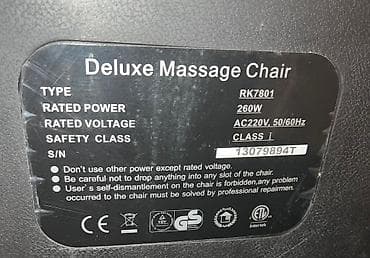 Deluxe Massage Chair
TYPE RK7801
RATED POWER 260W
RATED VOLTAGE AC220V, 50/60Hz
SAFETY CLASS CLASS I
S/N 13079894T
● Don't use other power except rated voltage.
● Be careful not to drop anything into any slot of the chair.
● User's self-dismantlement on the chair is forbidden,any problem
occurred to the chair must be solved by professional repairmen.
CE GS ETL
Intertek